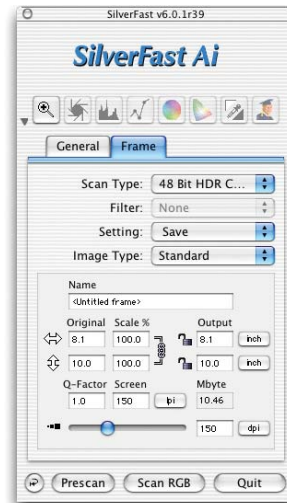 SilverFast v6.0.1r39
SilverFast Ai
General Frame
Scan Type: 48 Bit HDR C...
Filter: None
Setting: Save
Image Type: Standard
Name
<Untitled frame>
Original Scale % Output
8.1 100.0 8.1 inch
10.0 100.0 10.0 inch
Q-Factor Screen Mbyte
1.0 150 lpi 10.46
150 dpi
Prescan Scan RGB Quit